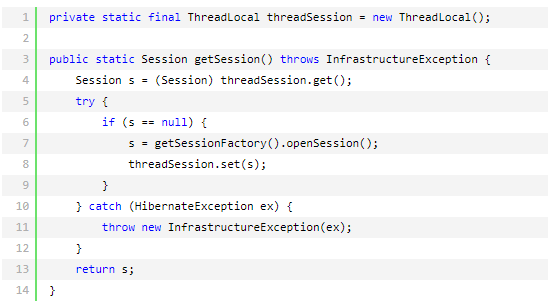 1 private static final ThreadLocal threadSession = new ThreadLocal();
2
3 public static Session getSession() throws InfrastructureException {
4     Session s = (Session) threadSession.get();
5     try {
6         if (s == null) {
7             s = getSessionFactory().openSession();
8             threadSession.set(s);
9         }
10     } catch (HibernateException ex) {
11         throw new InfrastructureException(ex);
12     }
13     return s;
14 }